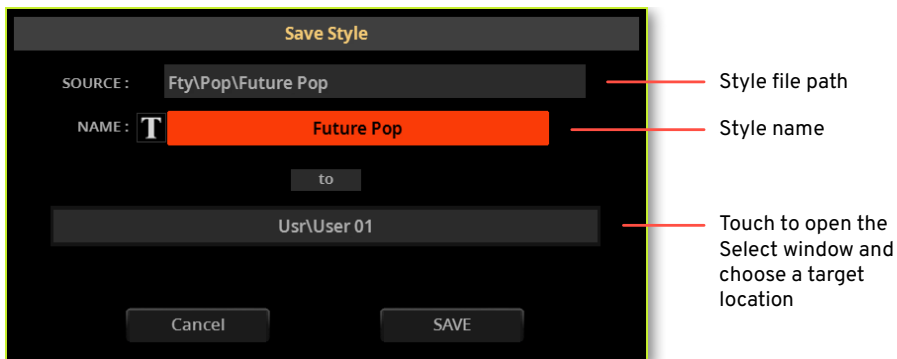 Save Style
SOURCE :
Fty\Pop\Future Pop
Style file path
NAME :
T
Future Pop
Style name
to
Usr\User 01
Touch to open the
Select window and
choose a target
location
Cancel
SAVE